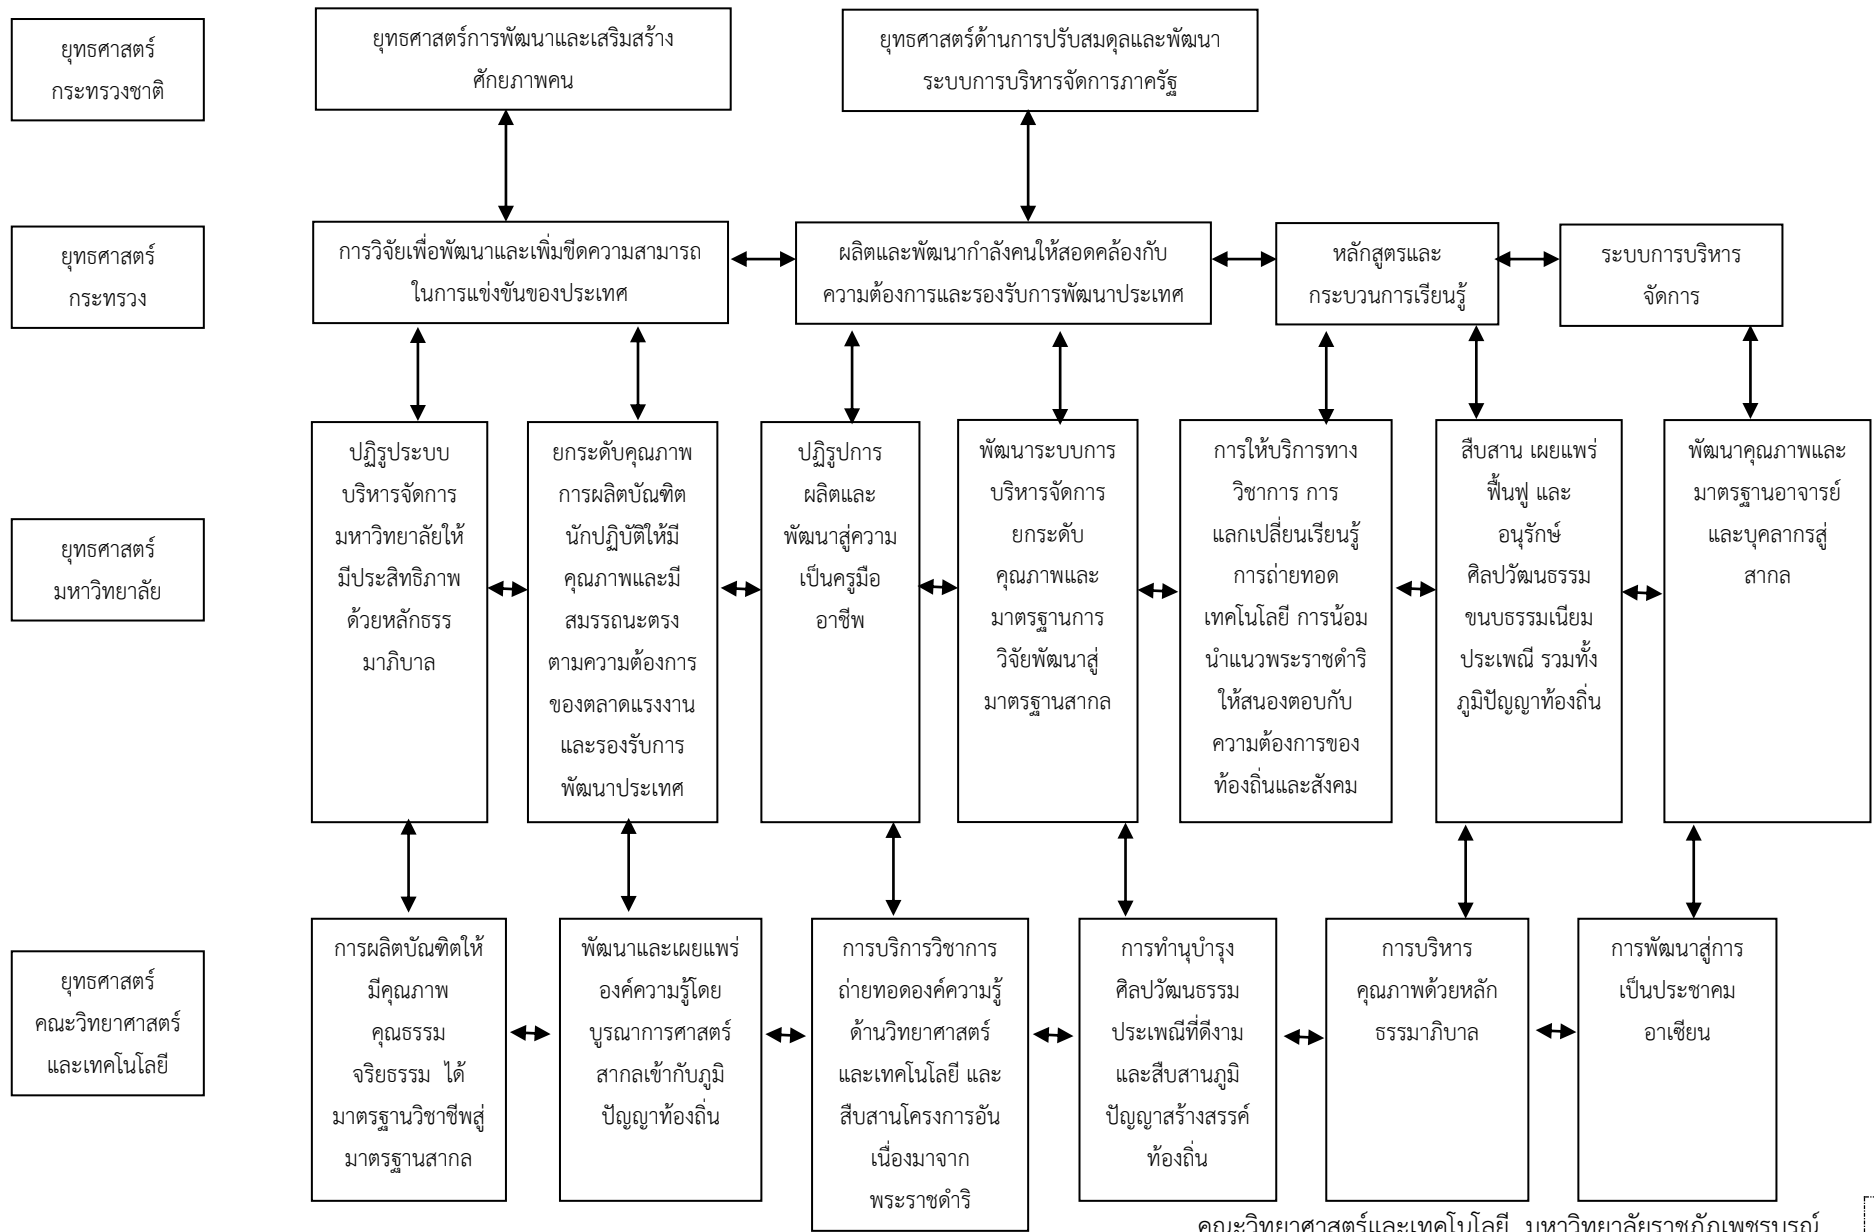 ยุทธศาสตร์
กระทรวงชาติ
ยุทธศาสตร์การพัฒนาและเสริมสร้าง
ศักยภาพคน
ยุทธศาสตร์ด้านการปรับสมดุลและพัฒนา
ระบบการบริหารจัดการภาครัฐ
ยุทธศาสตร์
กระทรวง
การวิจัยเพื่อพัฒนาและเพิ่มขีดความสามารถ
ในการแข่งขันของประเทศ
ผลิตและพัฒนากำลังคนให้สอดคล้องกับ
ความต้องการและรองรับการพัฒนาประเทศ
หลักสูตรและ
กระบวนการเรียนรู้
ระบบการบริหาร
จัดการ
ยุทธศาสตร์
มหาวิทยาลัย
ปฏิรูประบบ
บริหารจัดการ
มหาวิทยาลัยให้
มีประสิทธิภาพ
ด้วยหลักธรร
มาภิบาล
ยกระดับคุณภาพ
การผลิตบัณฑิต
นักปฏิบัติให้มี
คุณภาพและมี
สมรรถนะตรง
ตามความต้องการ
ของตลาดแรงงาน
และรองรับการ
พัฒนาประเทศ
ปฏิรูปการ
ผลิตและ
พัฒนาสู่ความ
เป็นครูมือ
อาชีพ
พัฒนาระบบการ
บริหารจัดการ
ยกระดับ
คุณภาพและ
มาตรฐานการ
วิจัยพัฒนาสู่
มาตรฐานสากล
การให้บริการทาง
วิชาการ การ
แลกเปลี่ยนเรียนรู้
การถ่ายทอด
เทคโนโลยี การน้อม
นำแนวพระราชดำริ
ให้สนองตอบกับ
ความต้องการของ
ท้องถิ่นและสังคม
สืบสาน เผยแพร่
ฟื้นฟู และ
อนุรักษ์
ศิลปวัฒนธรรม
ขนบธรรมเนียม
ประเพณี รวมทั้ง
ภูมิปัญญาท้องถิ่น
พัฒนาคุณภาพและ
มาตรฐานอาจารย์
และบุคลากรสู่
สากล
ยุทธศาสตร์
คณะวิทยาศาสตร์
และเทคโนโลยี
การผลิตบัณฑิตให้
มีคุณภาพ
คุณธรรม
จริยธรรม ได้
มาตรฐานวิชาชีพสู่
มาตรฐานสากล
พัฒนาและเผยแพร่
องค์ความรู้โดย
บูรณาการศาสตร์
สากลเข้ากับภูมิ
ปัญญาท้องถิ่น
การบริการวิชาการ
ถ่ายทอดองค์ความรู้
ด้านวิทยาศาสตร์
และเทคโนโลยี และ
สืบสานโครงการอัน
เนื่องมาจาก
พระราชดำริ
การทำนุบำรุง
ศิลปวัฒนธรรม
ประเพณีที่ดีงาม
และสืบสานภูมิ
ปัญญาสร้างสรรค์
ท้องถิ่น
การบริหาร
คุณภาพด้วยหลัก
ธรรมาภิบาล
การพัฒนาสู่การ
เป็นประชาคม
อาเซียน
คณะวิทยาศาสตร์และเทคโนโลยี มหาวิทยาลัยราชภัฏเพชรบูรณ์